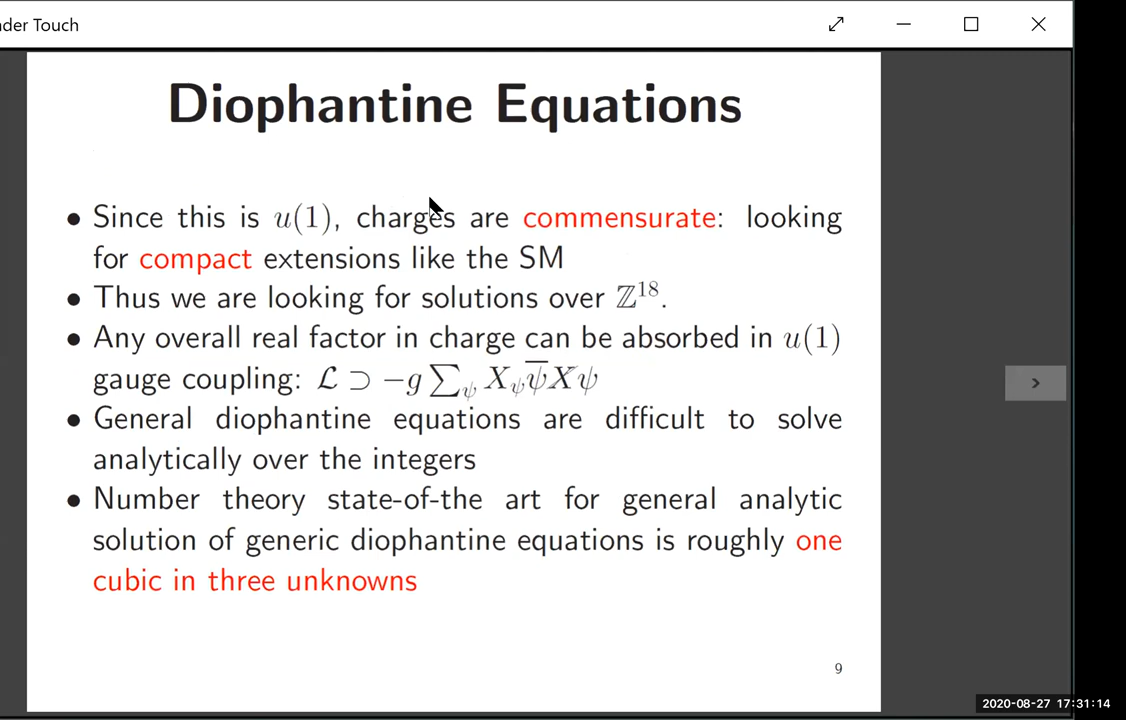 der Touch
Diophantine Equations
• Since this is u(1), charges are commensurate: looking
for compact extensions like the SM
• Thus we are looking for solutions over ℤ¹⁸.
• Any overall real factor in charge can be absorbed in u(1)
gauge coupling: ℒ ⊃ −g ∑_ψ X_ψ ψ̅Xψ
• General diophantine equations are difficult to solve
analytically over the integers
• Number theory state-of-the art for general analytic
solution of generic diophantine equations is roughly one
cubic in three unknowns
9
2020-08-27 17:31:14